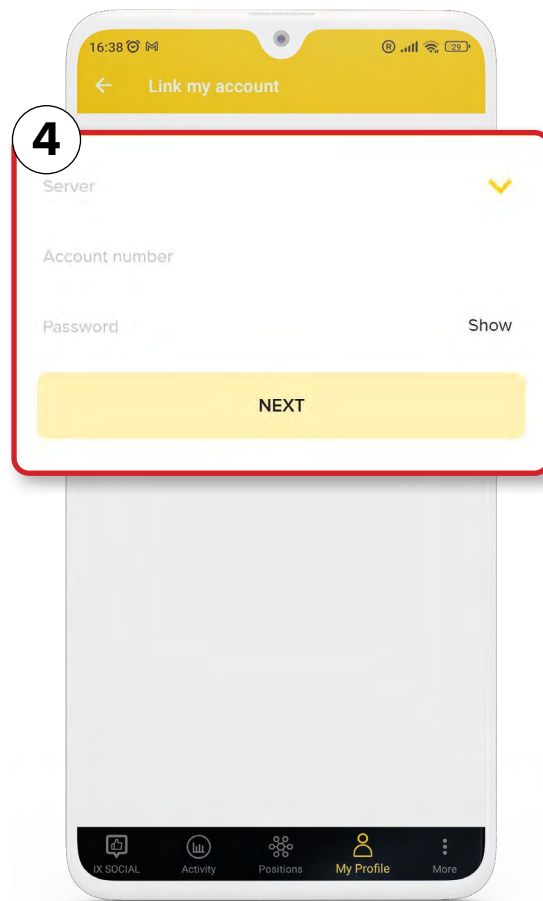 16:38
29
Link my account
4
Server
Account number
Password Show
NEXT
IX SOCIAL Activity Positions My Profile More